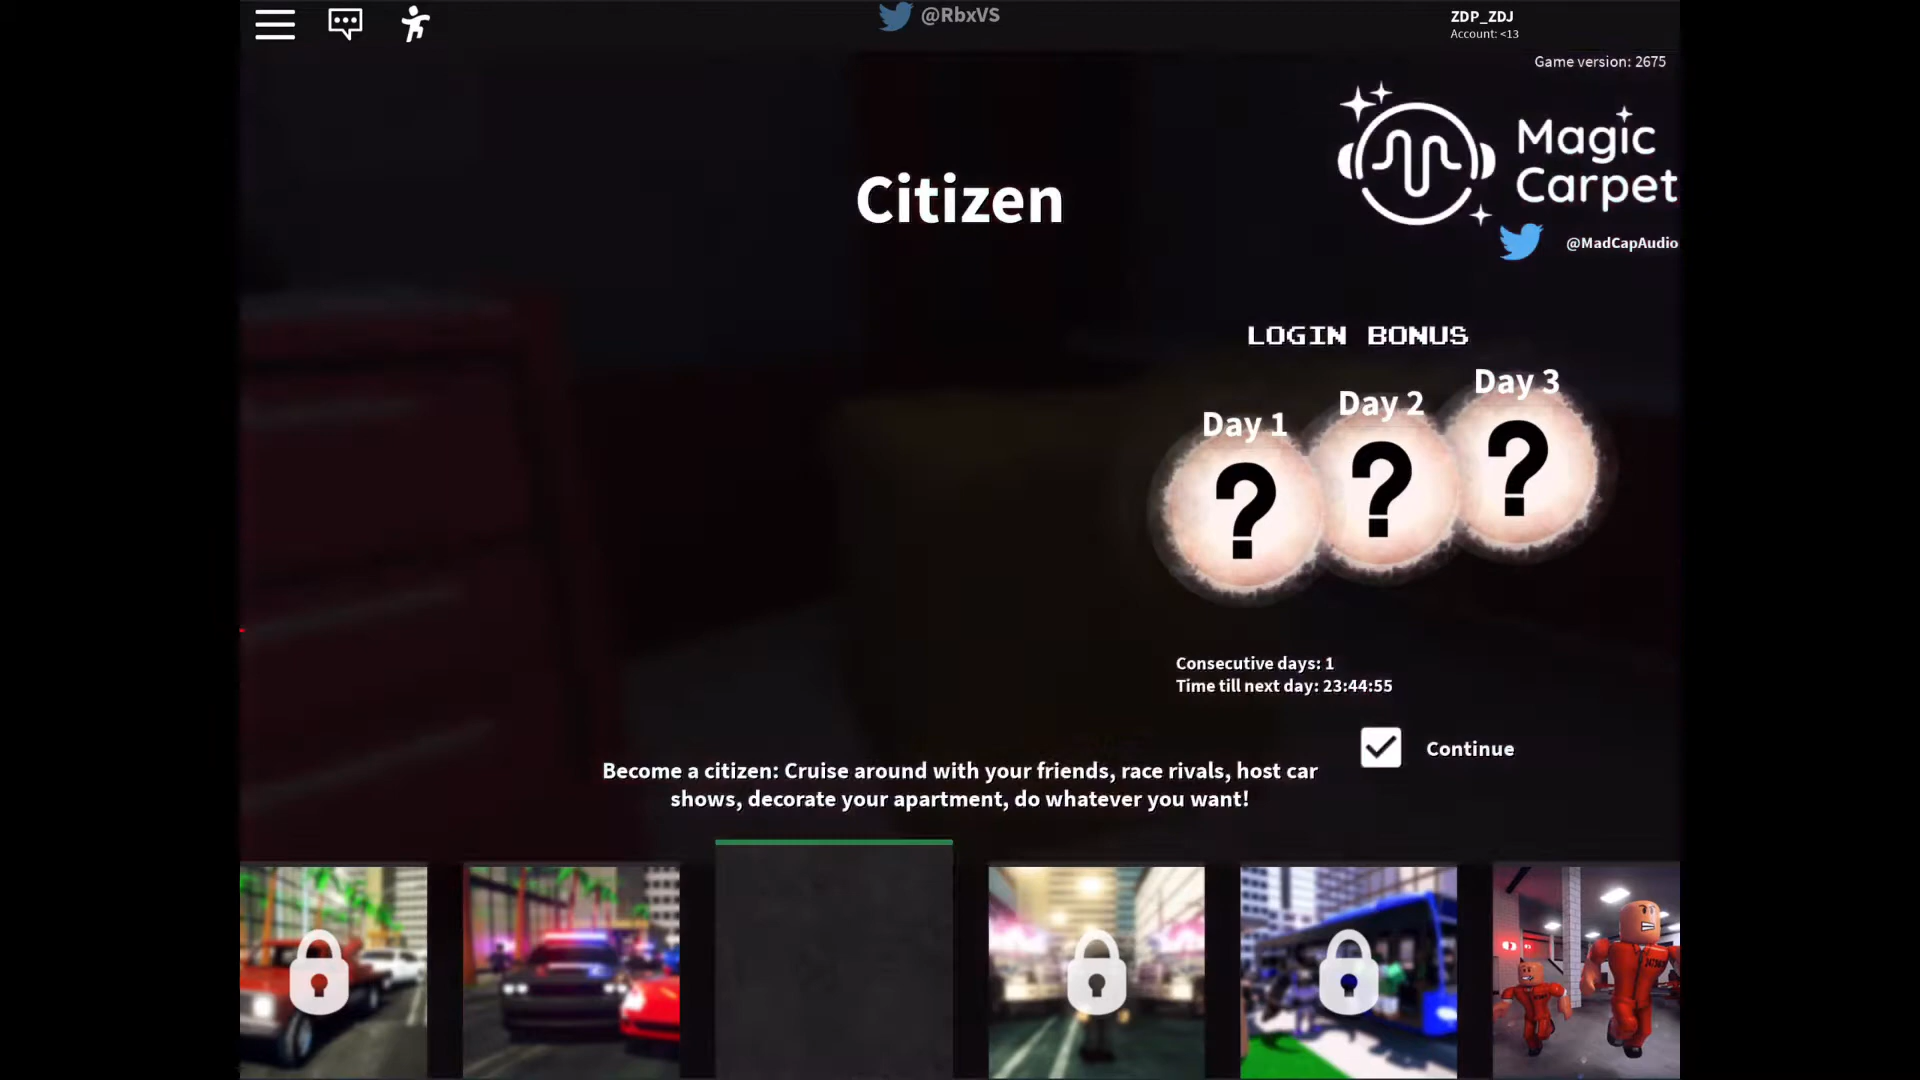 @RbxVS
ZDP_ZDJ
Account: <13
Game version: 2675
Magic
Carpet
@MadCapAudio
Citizen
LOGIN BONUS
Day 1
Day 2
Day 3
?
?
?
Consecutive days: 1
Time till next day: 23:44:55
Continue
Become a citizen: Cruise around with your friends, race rivals, host car
shows, decorate your apartment, do whatever you want!